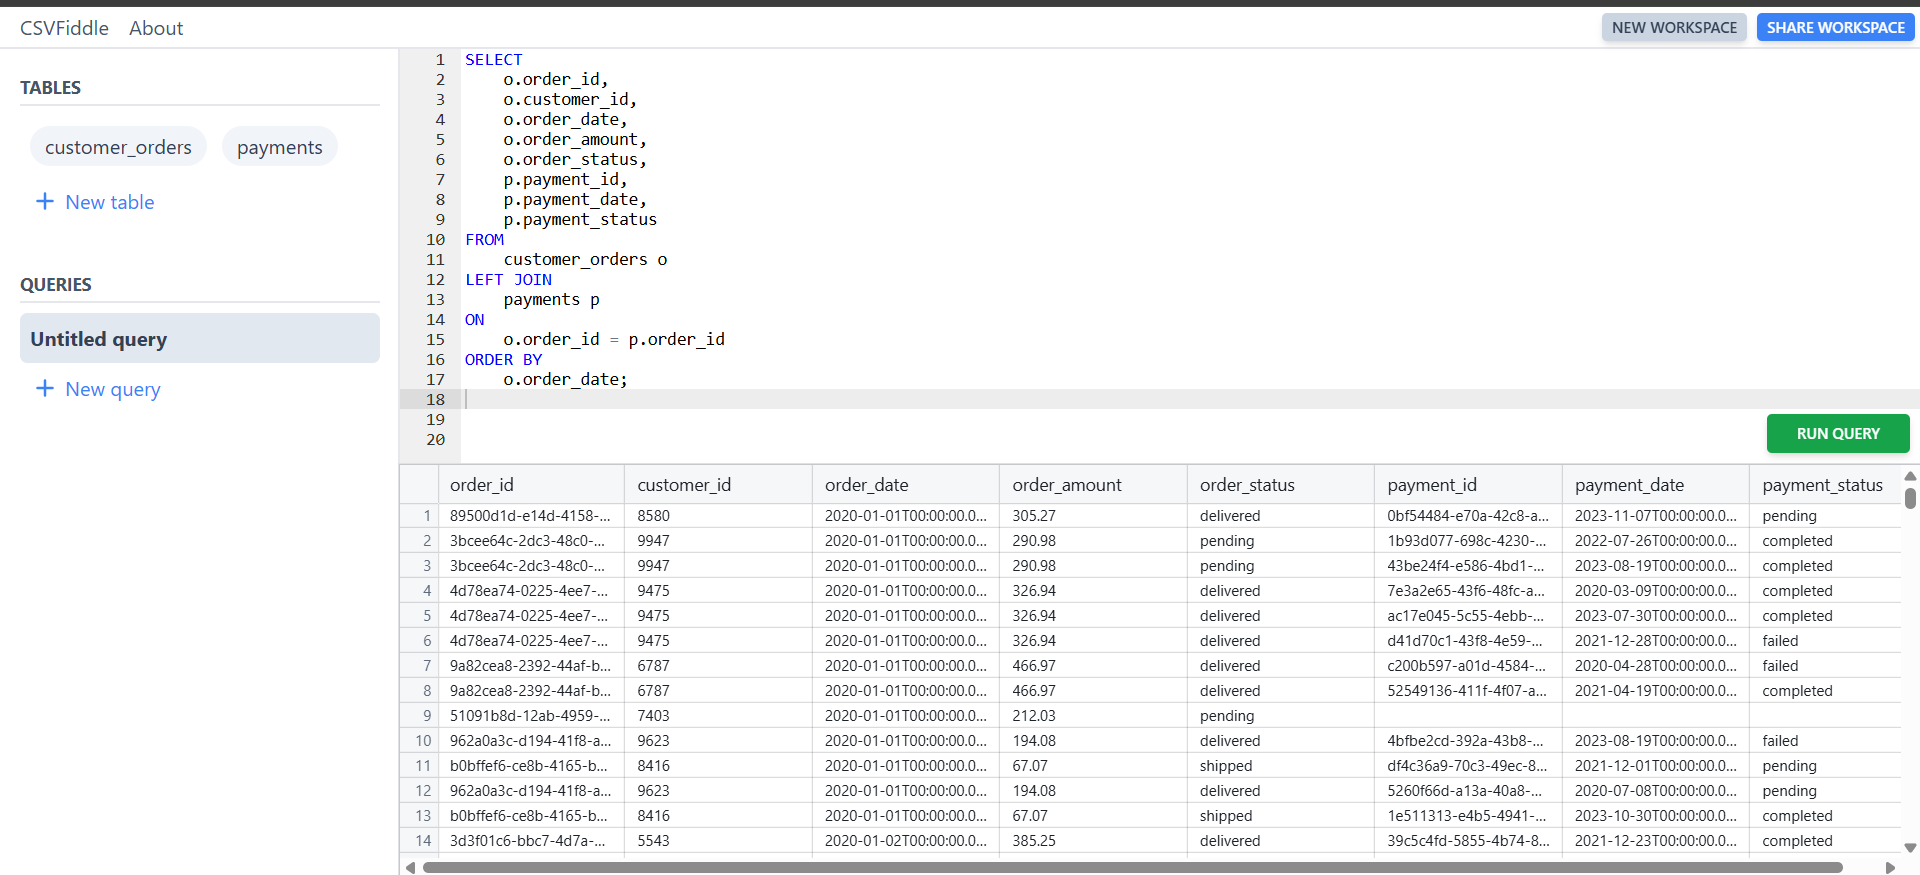 CSVFiddle About NEW WORKSPACE SHARE WORKSPACE
TABLES
customer_orders payments
+ New table
QUERIES
Untitled query
+ New query
1 SELECT
2 o.order_id,
3 o.customer_id,
4 o.order_date,
5 o.order_amount,
6 o.order_status,
7 p.payment_id,
8 p.payment_date,
9 p.payment_status
10 FROM
11 customer_orders o
12 LEFT JOIN
13 payments p
14 ON
15 o.order_id = p.order_id
16 ORDER BY
17 o.order_date;
18
19
20
RUN QUERY
order_id customer_id order_date order_amount order_status payment_id payment_date payment_status
1 89500d1d-e14d-4158-... 8580 2020-01-01T00:00:00.0... 305.27 delivered 0bf54484-e70a-42c8-a... 2023-11-07T00:00:00.0... pending
2 3bcee64c-2dc3-48c0-... 9947 2020-01-01T00:00:00.0... 290.98 pending 1b93d077-698c-4230-... 2022-07-26T00:00:00.0... completed
3 3bcee64c-2dc3-48c0-... 9947 2020-01-01T00:00:00.0... 290.98 pending 43be24f4-e586-4bd1-... 2023-08-19T00:00:00.0... completed
4 4d78ea74-0225-4ee7-... 9475 2020-01-01T00:00:00.0... 326.94 delivered 7e3a2e65-43f6-48fc-a... 2020-03-09T00:00:00.0... completed
5 4d78ea74-0225-4ee7-... 9475 2020-01-01T00:00:00.0... 326.94 delivered ac17e045-5c55-4ebb-... 2023-07-30T00:00:00.0... completed
6 4d78ea74-0225-4ee7-... 9475 2020-01-01T00:00:00.0... 326.94 delivered d41d70c1-43f8-4e59-... 2021-12-28T00:00:00.0... failed
7 9a82cea8-2392-44af-b... 6787 2020-01-01T00:00:00.0... 466.97 delivered c200b597-a01d-4584-... 2020-04-28T00:00:00.0... failed
8 9a82cea8-2392-44af-b... 6787 2020-01-01T00:00:00.0... 466.97 delivered 52549136-411f-4f07-a... 2021-04-19T00:00:00.0... completed
9 51091b8d-12ab-4959-... 7403 2020-01-01T00:00:00.0... 212.03 pending
10 962a0a3c-d194-41f8-a... 9623 2020-01-01T00:00:00.0... 194.08 delivered 4bfbe2cd-392a-43b8-... 2023-08-19T00:00:00.0... failed
11 b0bffef6-ce8b-4165-b... 8416 2020-01-01T00:00:00.0... 67.07 shipped df4c36a9-70c3-49ec-8... 2021-12-01T00:00:00.0... pending
12 962a0a3c-d194-41f8-a... 9623 2020-01-01T00:00:00.0... 194.08 delivered 5260f66d-a13a-40a8-... 2020-07-08T00:00:00.0... pending
13 b0bffef6-ce8b-4165-b... 8416 2020-01-01T00:00:00.0... 67.07 shipped 1e511313-e4b5-4941-... 2023-10-30T00:00:00.0... completed
14 3d3f01c6-bbc7-4d7a-... 5543 2020-01-02T00:00:00.0... 385.25 delivered 39c5c4fd-5855-4b74-8... 2021-12-23T00:00:00.0... completed